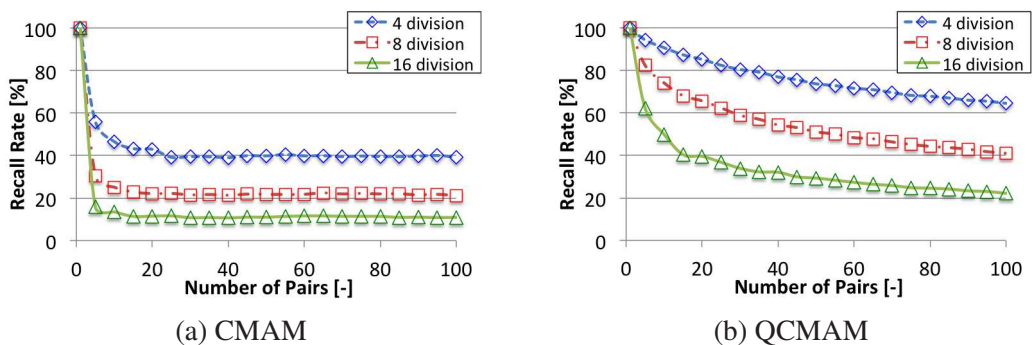 4 division
8 division
16 division
100
80
60
40
20
0
Recall Rate [%]
0 20 40 60 80 100
Number of Pairs [-]
(a) CMAM
4 division
8 division
16 division
100
80
60
40
20
0
Recall Rate [%]
0 20 40 60 80 100
Number of Pairs [-]
(b) QCMAM